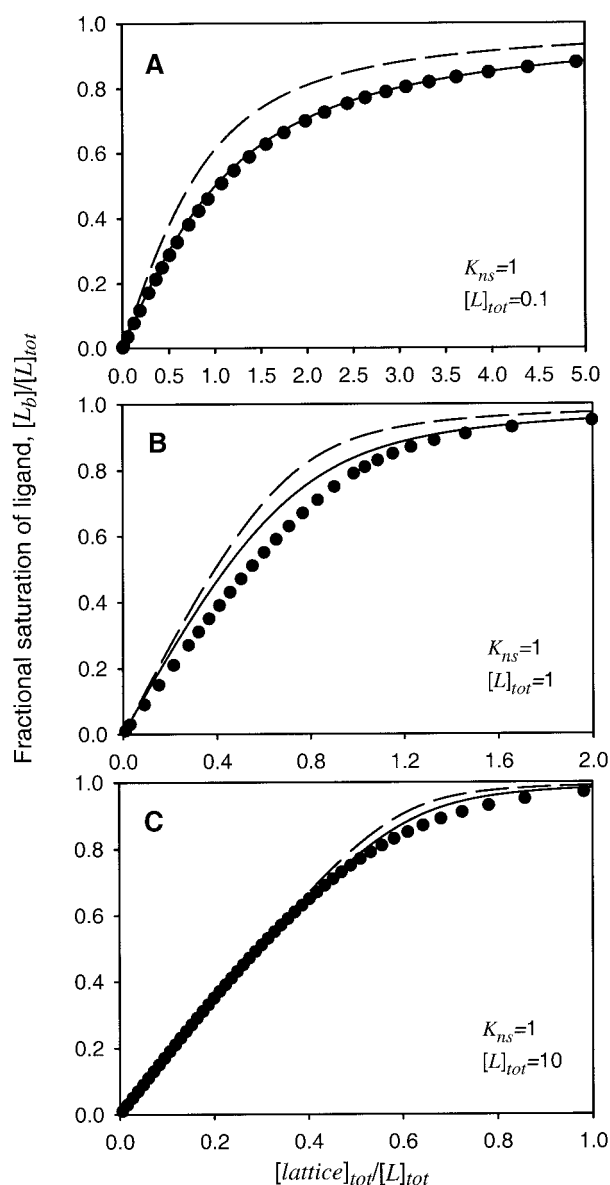 Fractional saturation of ligand, [L_b]/[L]_tot
1.0
0.8
0.6
0.4
0.2
0.0
A
K_ns=1
[L]_tot=0.1
0.0 0.5 1.0 1.5 2.0 2.5 3.0 3.5 4.0 4.5 5.0
1.0
0.8
0.6
0.4
0.2
0.0
B
K_ns=1
[L]_tot=1
0.0 0.4 0.8 1.2 1.6 2.0
1.0
0.8
0.6
0.4
0.2
0.0
C
K_ns=1
[L]_tot=10
0.0 0.2 0.4 0.6 0.8 1.0
[lattice]_tot/[L]_tot